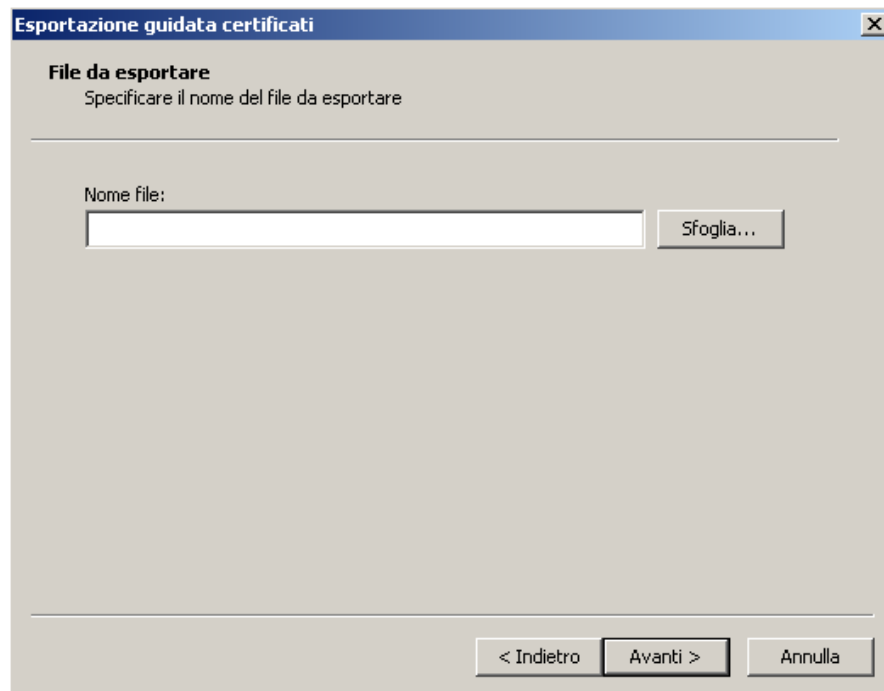 Esportazione guidata certificati
File da esportare
Specificare il nome del file da esportare
Nome file:
Sfoglia...
< Indietro
Avanti >
Annulla